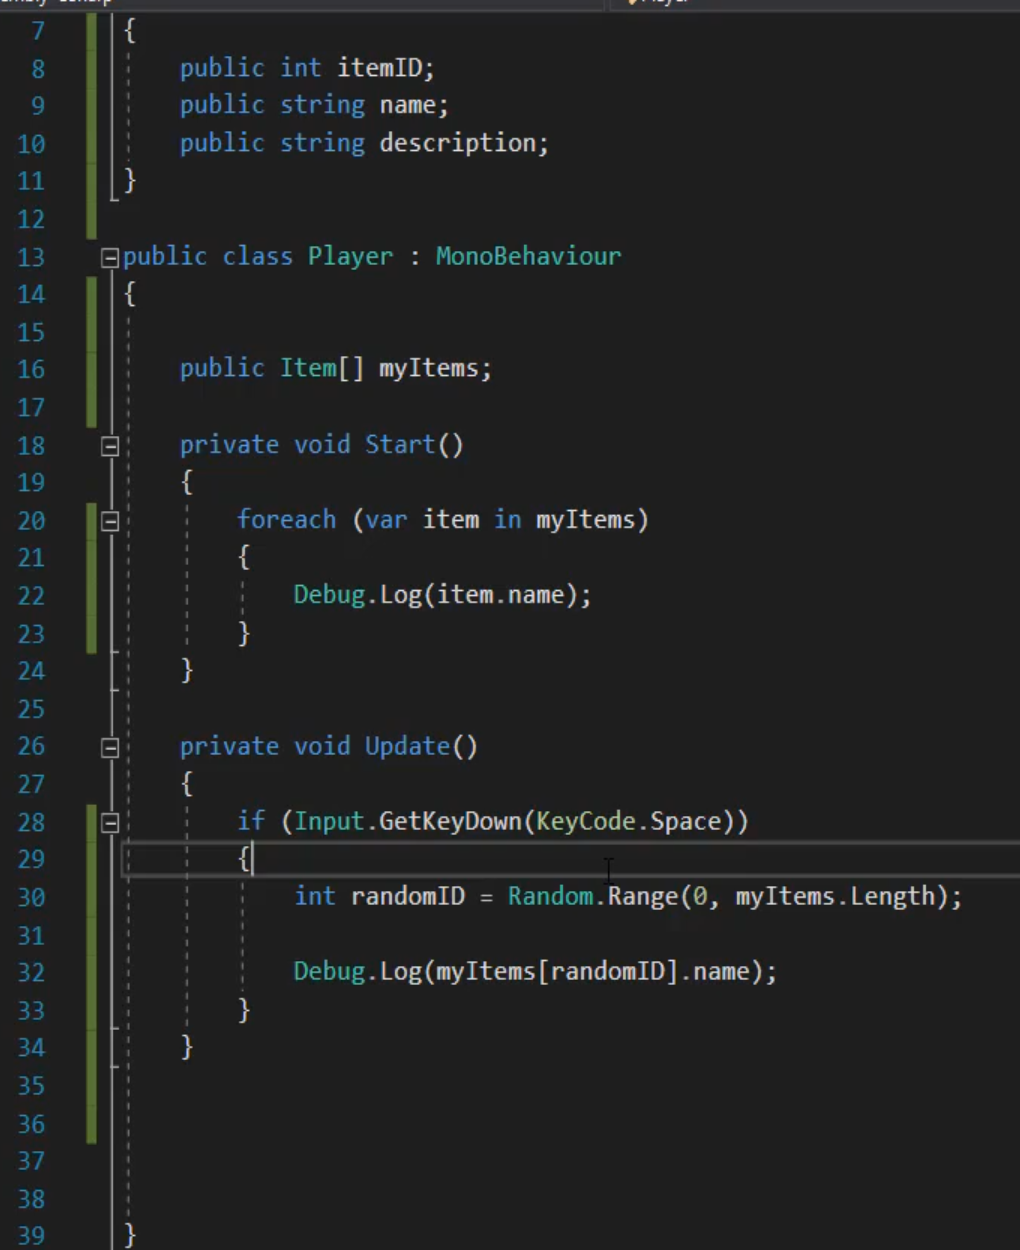 7 {
8 public int itemID;
9 public string name;
10 public string description;
11 }
12
13 public class Player : MonoBehaviour
14 {
15
16 public Item[] myItems;
17
18 private void Start()
19 {
20 foreach (var item in myItems)
21 {
22 Debug.Log(item.name);
23 }
24 }
25
26 private void Update()
27 {
28 if (Input.GetKeyDown(KeyCode.Space))
29 {
30 int randomID = Random.Range(0, myItems.Length);
31
32 Debug.Log(myItems[randomID].name);
33 }
34 }
35
36
37
38
39 }